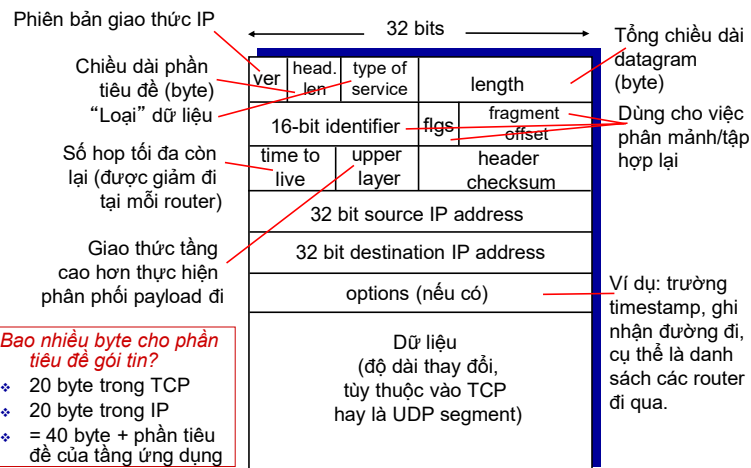 Phiên bản giao thức IP
32 bits
Tổng chiều dài
datagram
(byte)
Chiều dài phần
tiêu đề (byte)
"Loại" dữ liệu
ver
head.
len
type of
service
length
16-bit identifier
flgs
fragment
offset
Dùng cho việc
phân mảnh/tập
hợp lại
Số hop tối đa còn
lại (được giảm đi
tại mỗi router)
time to
live
upper
layer
header
checksum
32 bit source IP address
Giao thức tầng
cao hơn thực hiện
phân phối payload đi
32 bit destination IP address
options (nếu có)
Ví dụ: trường
timestamp, ghi
nhận đường đi,
cụ thể là danh
sách các router
đi qua.
Bao nhiều byte cho phần
tiêu đề gói tin?
❖ 20 byte trong TCP
❖ 20 byte trong IP
❖ = 40 byte + phần tiêu
đề của tầng ứng dụng
Dữ liệu
(độ dài thay đổi,
tùy thuộc vào TCP
hay là UDP segment)